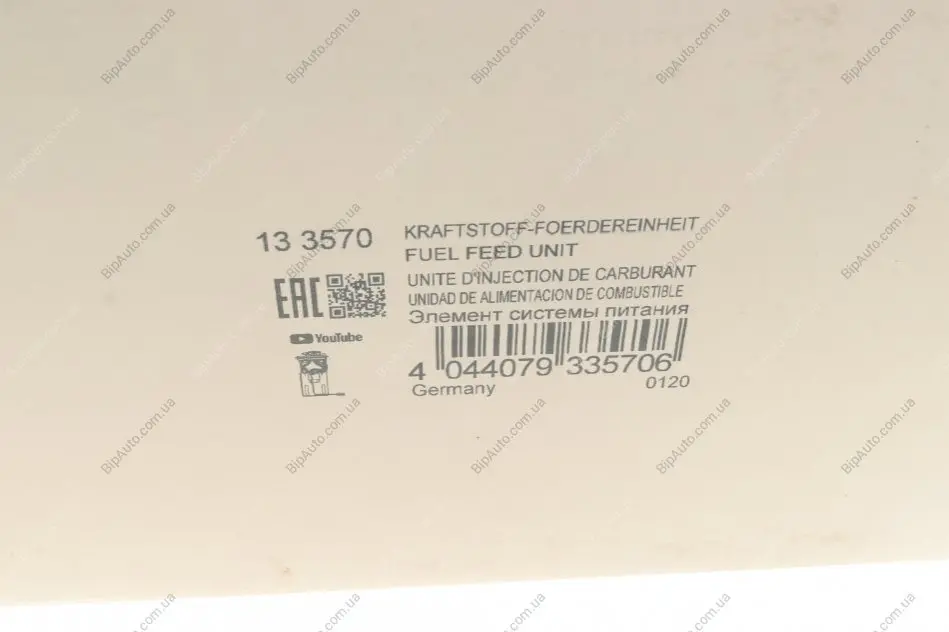 13 3570
KRAFTSTOFF-FOERDEREINHEIT
FUEL FEED UNIT
UNITE D'INJECTION DE CARBURANT
UNIDAD DE ALIMENTACION DE COMBUSTIBLE
Элемент системы питания
EAC
YouTube
4 044079 335706
Germany
0120
BipAuto.com.ua